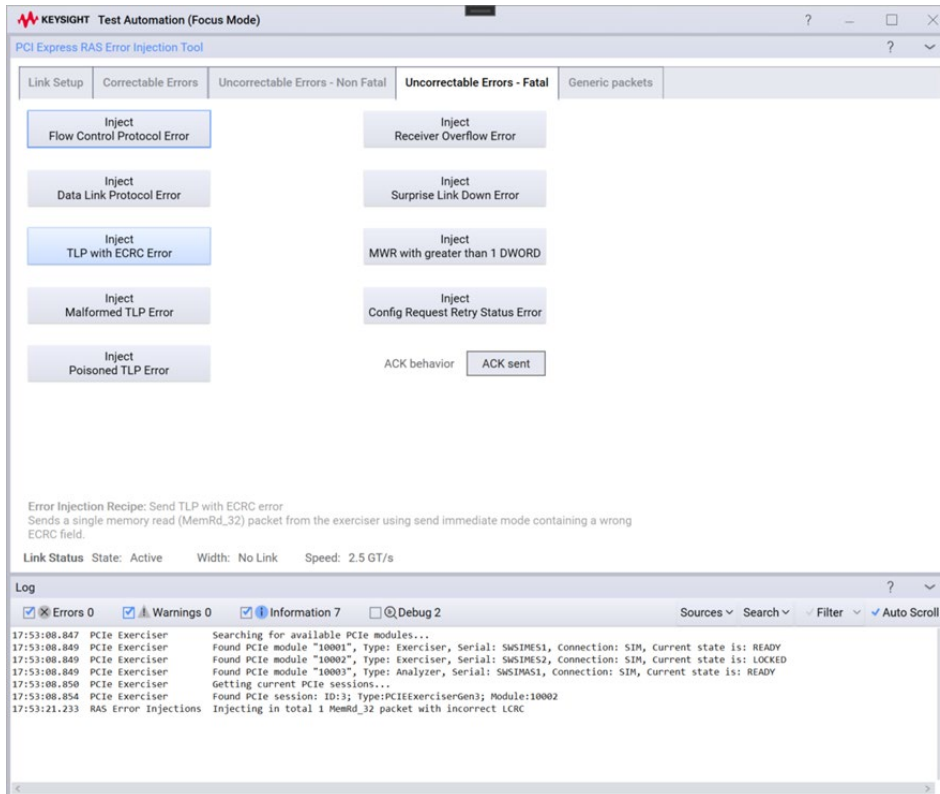 KEYSIGHT Test Automation (Focus Mode)
PCI Express RAS Error Injection Tool
Link Setup Correctable Errors Uncorrectable Errors - Non Fatal Uncorrectable Errors - Fatal Generic packets
Inject
Flow Control Protocol Error
Inject
Receiver Overflow Error
Inject
Data Link Protocol Error
Inject
Surprise Link Down Error
Inject
TLP with ECRC Error
Inject
MWR with greater than 1 DWORD
Inject
Malformed TLP Error
Inject
Config Request Retry Status Error
Inject
Poisoned TLP Error
ACK behavior ACK sent
Error Injection Recipe: Send TLP with ECRC error
Sends a single memory read (MemRd_32) packet from the exerciser using send immediate mode containing a wrong
ECRC field.
Link Status State: Active Width: No Link Speed: 2.5 GT/s
Log
Errors 0 Warnings 0 Information 7 Debug 2 Sources Search Filter Auto Scroll
17:53:08.847 PCIe Exerciser Searching for available PCIe modules...
17:53:08.849 PCIe Exerciser Found PCIe module "10001", Type: Exerciser, Serial: SWSIMES1, Connection: SIM, Current state is: READY
17:53:08.849 PCIe Exerciser Found PCIe module "10002", Type: Exerciser, Serial: SWSIMES2, Connection: SIM, Current state is: LOCKED
17:53:08.849 PCIe Exerciser Found PCIe module "10003", Type: Analyzer, Serial: SWSIMAS1, Connection: SIM, Current state is: READY
17:53:08.850 PCIe Exerciser Getting current PCIe sessions...
17:53:08.854 PCIe Exerciser Found PCIe session: ID:3; Type:PCIEExerciserGen3; Module:10002
17:53:21.233 RAS Error Injections Injecting in total 1 MemRd_32 packet with incorrect LCRC